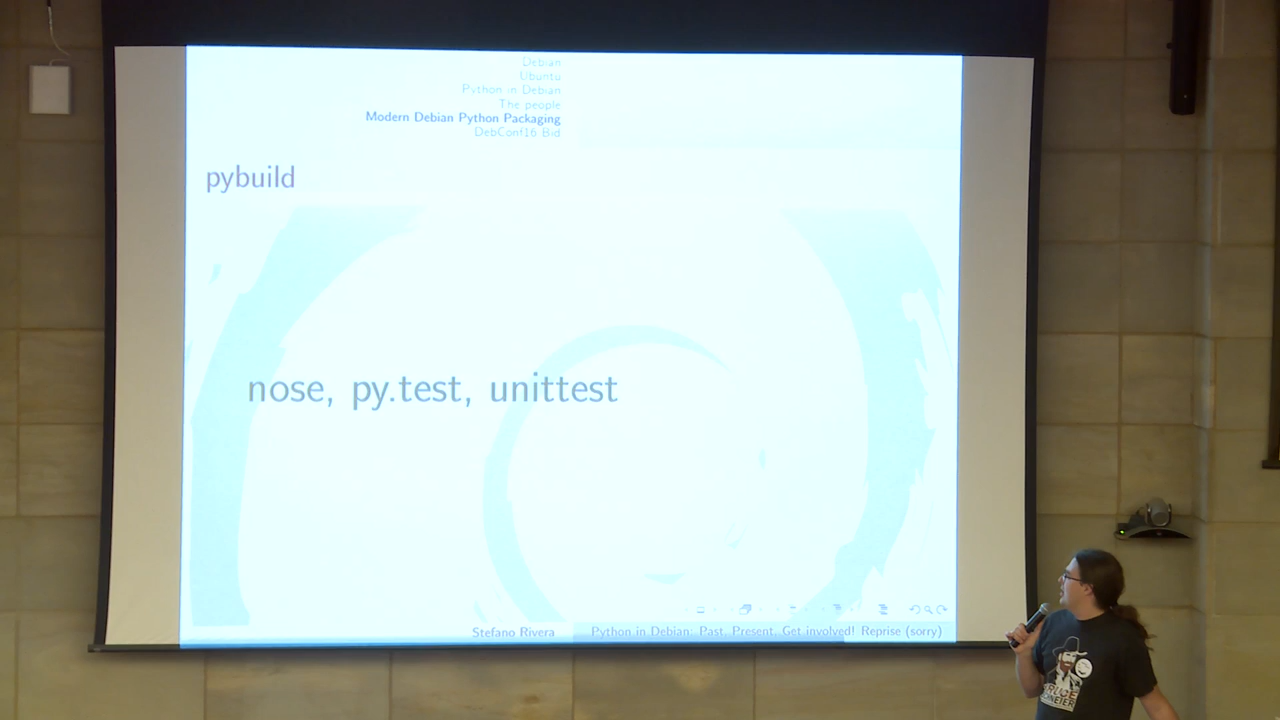 Debian
Ubuntu
Python in Debian
The people
Modern Debian Python Packaging
DebConf16 Bid
pybuild
nose, py.test, unittest
Stefano Rivera
Python in Debian: Past, Present, Get involved! Reprise (sorry)